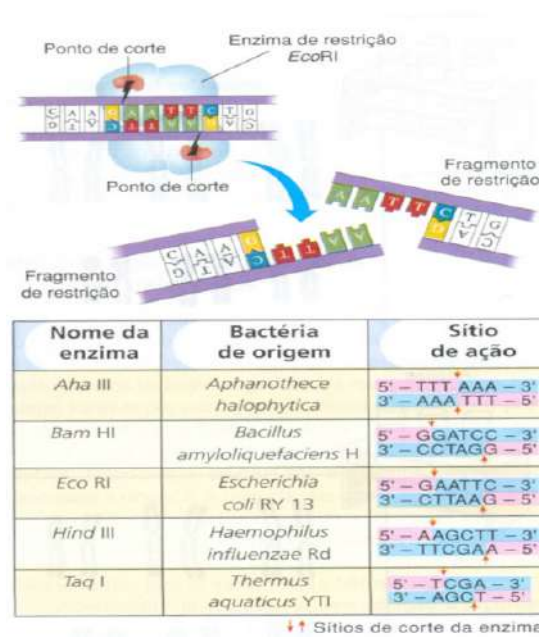 Ponto de corte
Enzima de restrição
EcoRI
C A A G A A T T C T G
Ponto de corte
Fragmento
de restrição
A A T T C T G
C A A G
C T T A A
Fragmento
de restrição
Nome da
enzima
Bactéria
de origem
Sítio
de ação
Aha III
Aphanothece
halophytica
5' – TTT AAA – 3'
3' – AAA TTT – 5'
Bam HI
Bacillus
amyloliquefaciens H
5' – GGATCC – 3'
3' – CCTAGG – 5'
Eco RI
Escherichia
coli RY 13
5' – GAATTC – 3'
3' – CTTAAG – 5'
Hind III
Haemophilus
influenzae Rd
5' – AAGCTT – 3'
3' – TTCGAA – 5'
Taq I
Thermus
aquaticus YTI
5' – TCGA – 3'
3' – AGCT – 5'
↓↑ Sítios de corte da enzima